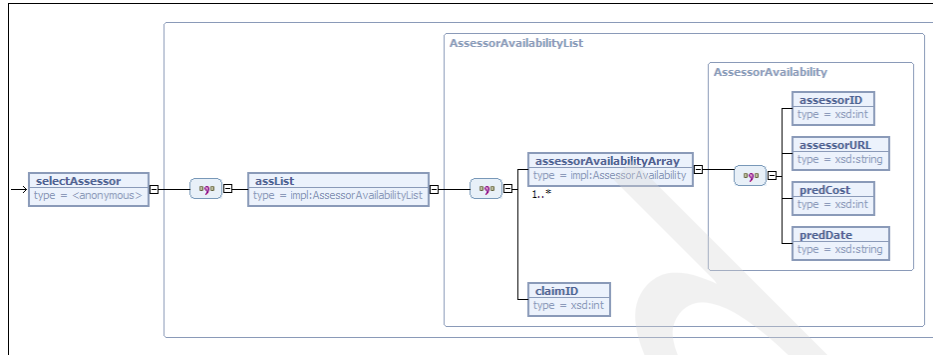 AssessorAvailabilityList
AssessorAvailability
assessorID
type = xsd:int
assessorURL
type = xsd:string
assessorAvailabilityArray
type = impl:AssessorAvailability
1..*
selectAssessor
type = <anonymous>
assList
type = impl:AssessorAvailabilityList
predCost
type = xsd:int
predDate
type = xsd:string
claimID
type = xsd:int